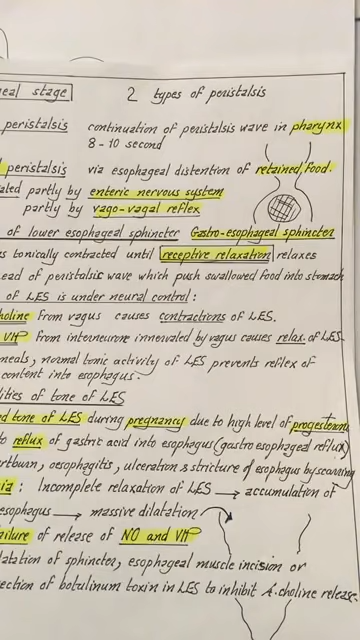 eal stage 2 types of peristalsis
peristalsis continuation of peristalsis wave in pharynx
8-10 second
peristalsis via esophageal distention of retained food.
ated partly by enteric nervous system
partly by vago-vagal reflex
of lower esophageal sphincter Gastro-esophageal sphincter
s tonically contracted until receptive relaxation relaxes
ead of peristalsis wave which push swallowed food into stomach
of LES is under neural control:
choline from vagus causes contractions of LES.
VIP from interneurone innervated by vagus causes relax. of LES.
meals, normal tonic activity of LES prevents reflex of
content into esophagus.
lities of tone of LES
ed tone of LES during pregnancy due to high level of progesterone
to reflux of gastric acid into esophagus (gastro esophageal reflux)
rtburn, oesophagitis, ulceration & stricture of esophagus by scarring
ia: Incomplete relaxation of LES → accumulation of
esophagus → massive dilatation
ailure of release of NO and VIP
latation of sphincter, esophageal muscle incision or
ection of botulinum toxin in LES to inhibit A.choline release.